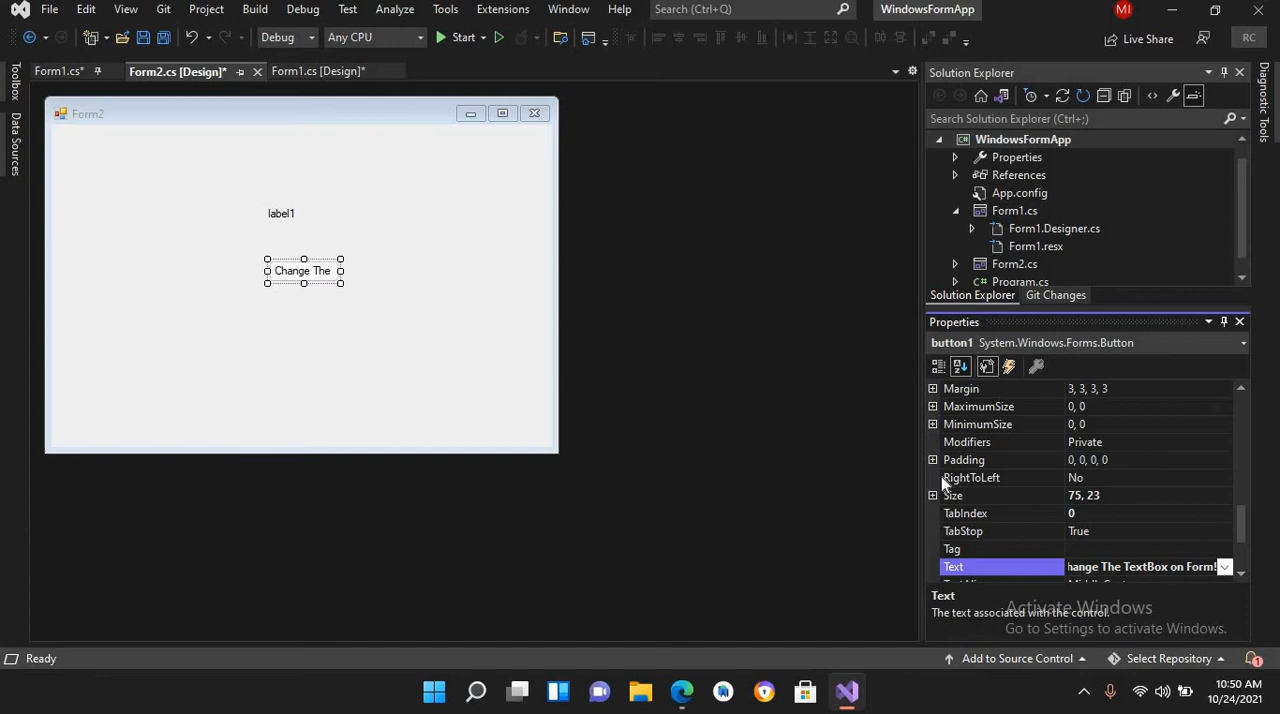 File Edit View Git Project Build Debug Test Analyze Tools Extensions Window Help Search (Ctrl+Q) WindowsFormApp MI
Debug Any CPU Start Live Share RC
Form1.cs* Form2.cs [Design]* Form1.cs [Design]*
Toolbox
Data Sources
Form2
label1
Change The
Solution Explorer
Search Solution Explorer (Ctrl+;)
WindowsFormApp
Properties
References
App.config
Form1.cs
Form1.Designer.cs
Form1.resx
Form2.cs
Program.cs
Solution Explorer Git Changes
Diagnostic Tools
Properties
button1 System.Windows.Forms.Button
Margin 3, 3, 3, 3
MaximumSize 0, 0
MinimumSize 0, 0
Modifiers Private
Padding 0, 0, 0, 0
RightToLeft No
Size 75, 23
TabIndex 0
TabStop True
Tag
Text hange The TextBox on Form!
Text
The text associated with the control.
Activate Windows
Go to Settings to activate Windows.
Ready Add to Source Control Select Repository 1
10:50 AM
10/24/2021